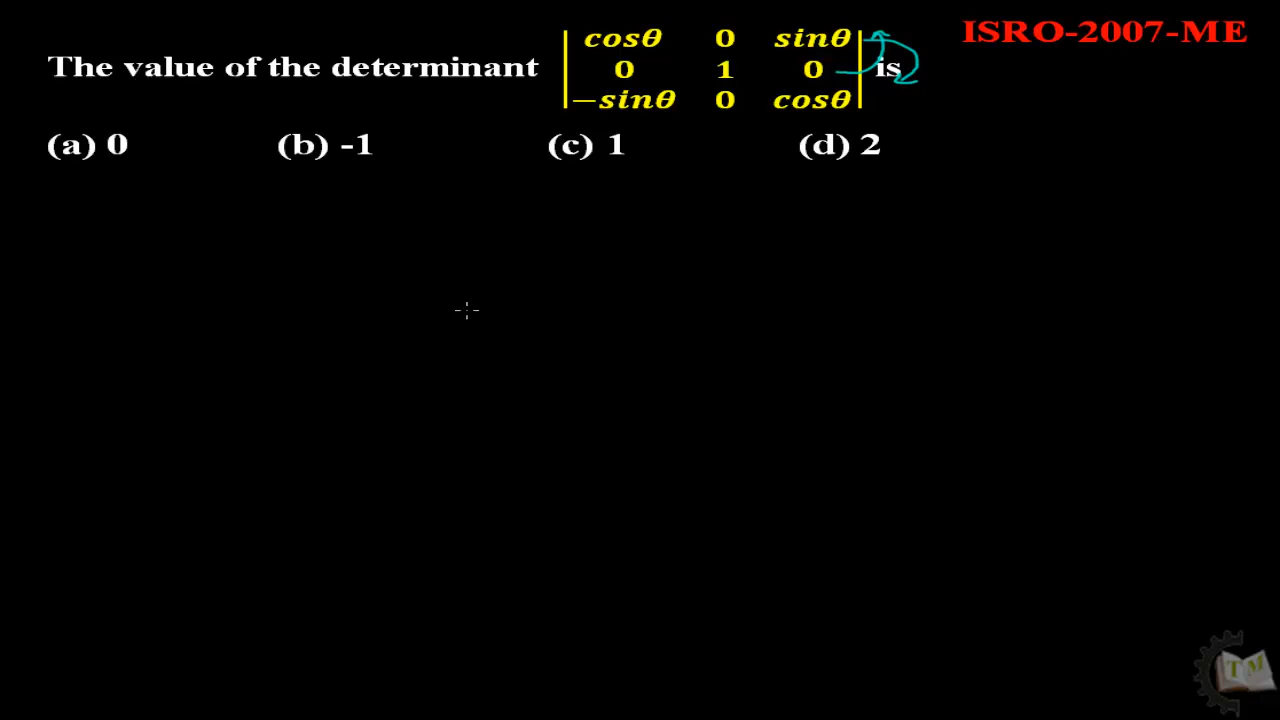 ISRO-2007-ME
cosθ 0 sinθ
The value of the determinant 0 1 0 is
−sinθ 0 cosθ
(a) 0 (b) -1 (c) 1 (d) 2
TM